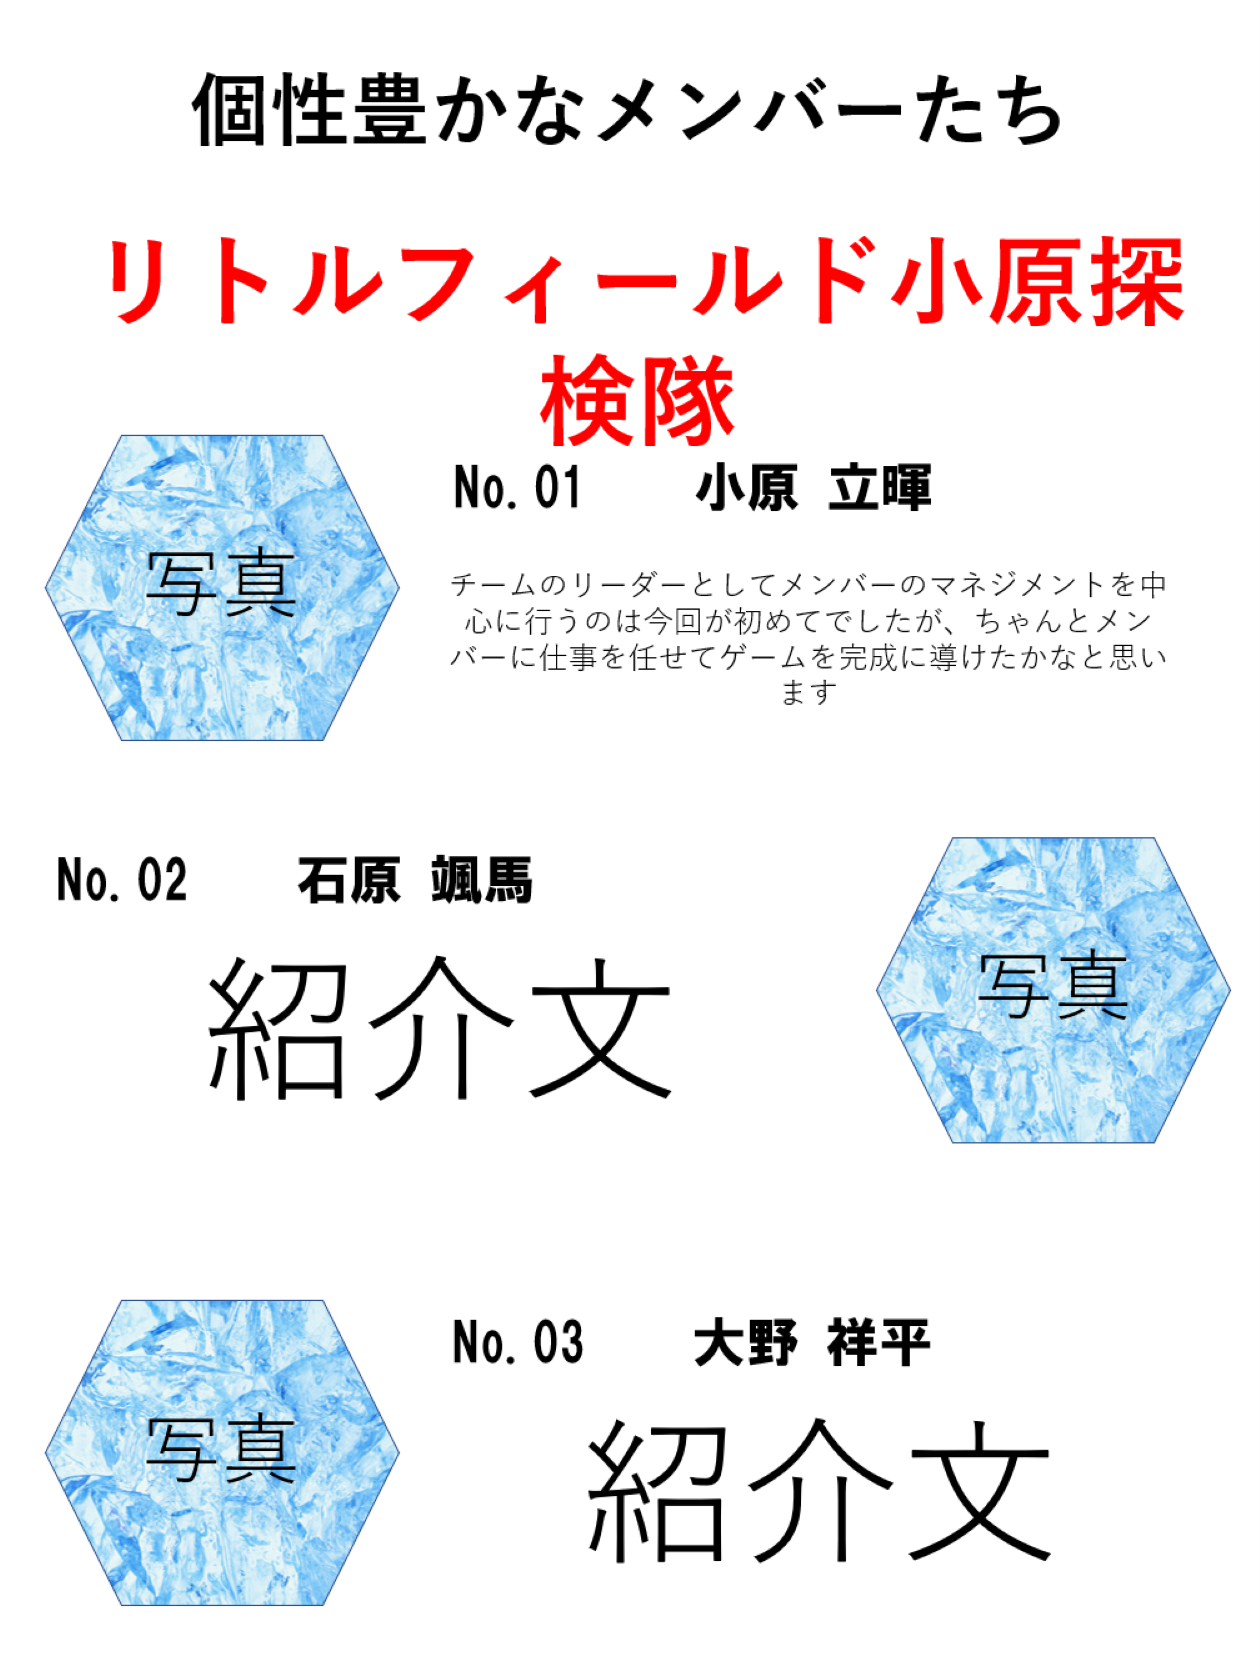 個性豊かなメンバーたち
リトルフィールド小原探
検隊
No.01 小原 立暉
写真
チームのリーダーとしてメンバーのマネジメントを中
心に行うのは今回が初めてでしたが、ちゃんとメン
バーに仕事を任せてゲームを完成に導けたかなと思い
ます
No.02 石原 颯馬
写真
紹介文
No.03 大野 祥平
写真
紹介文